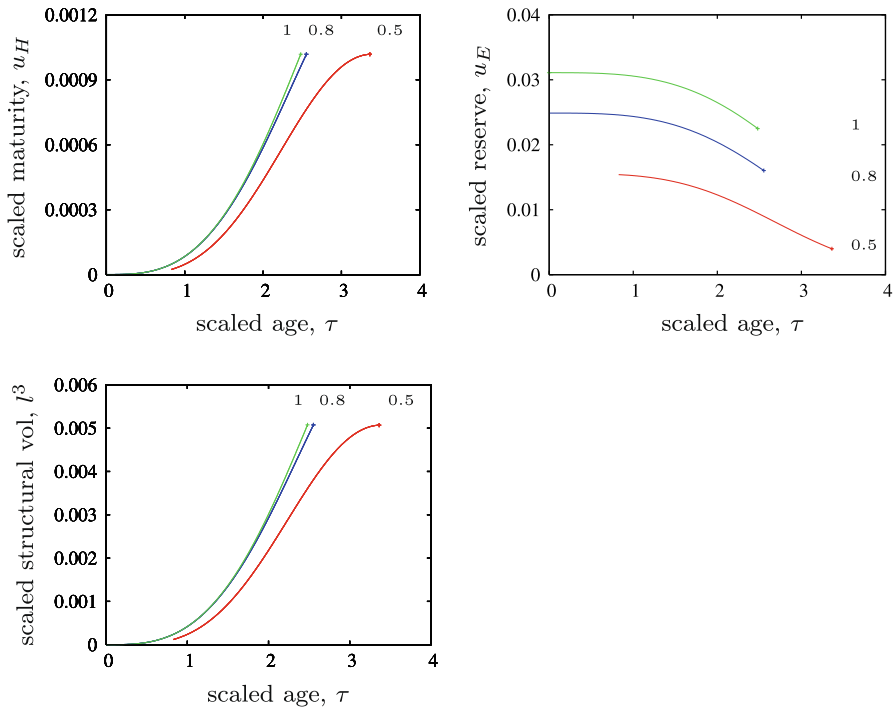 0.0012
1 0.8 0.5
0.0009
0.0006
0.0003
0
scaled maturity, u_H
0 1 2 3 4
scaled age, τ
0.04
0.03
0.02
0.01
0
scaled reserve, u_E
1
0.8
0.5
0 1 2 3 4
scaled age, τ
0.006
1 0.8 0.5
0.005
0.004
0.003
0.002
0.001
0
scaled structural vol, l³
0 1 2 3 4
scaled age, τ